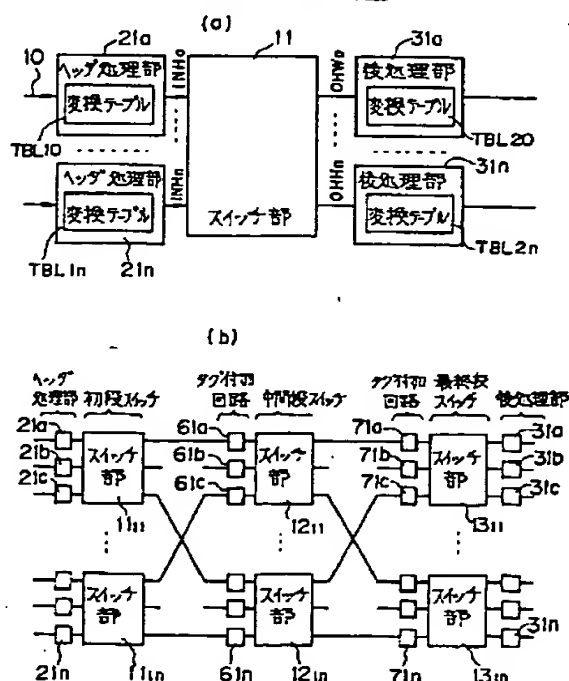 (a)
21a 11 31a
10 ヘッダ処理部 INHo OHWo 後処理部
変換テーブル 変換テーブル
TBL10 TBL20
31n
ヘッダ処理部 INHn OHHn 後処理部
変換テーブル スイッチ部 変換テーブル
TBL1n 21n TBL2n
(b)
ヘッダ処理部 初段スイッチ タグ付加回路 中間段スイッチ タグ付加回路 最終段スイッチ 後処理部
21a 61a 71a 31a
21b スイッチ部 61b スイッチ部 71b スイッチ部 31b
21c 61c 71c 31c
11₁₁ 12₁₁ 13₁₁
スイッチ部 スイッチ部 スイッチ部 31n
21n 11₁ₙ 61n 12₁ₙ 71n 13₁ₙ